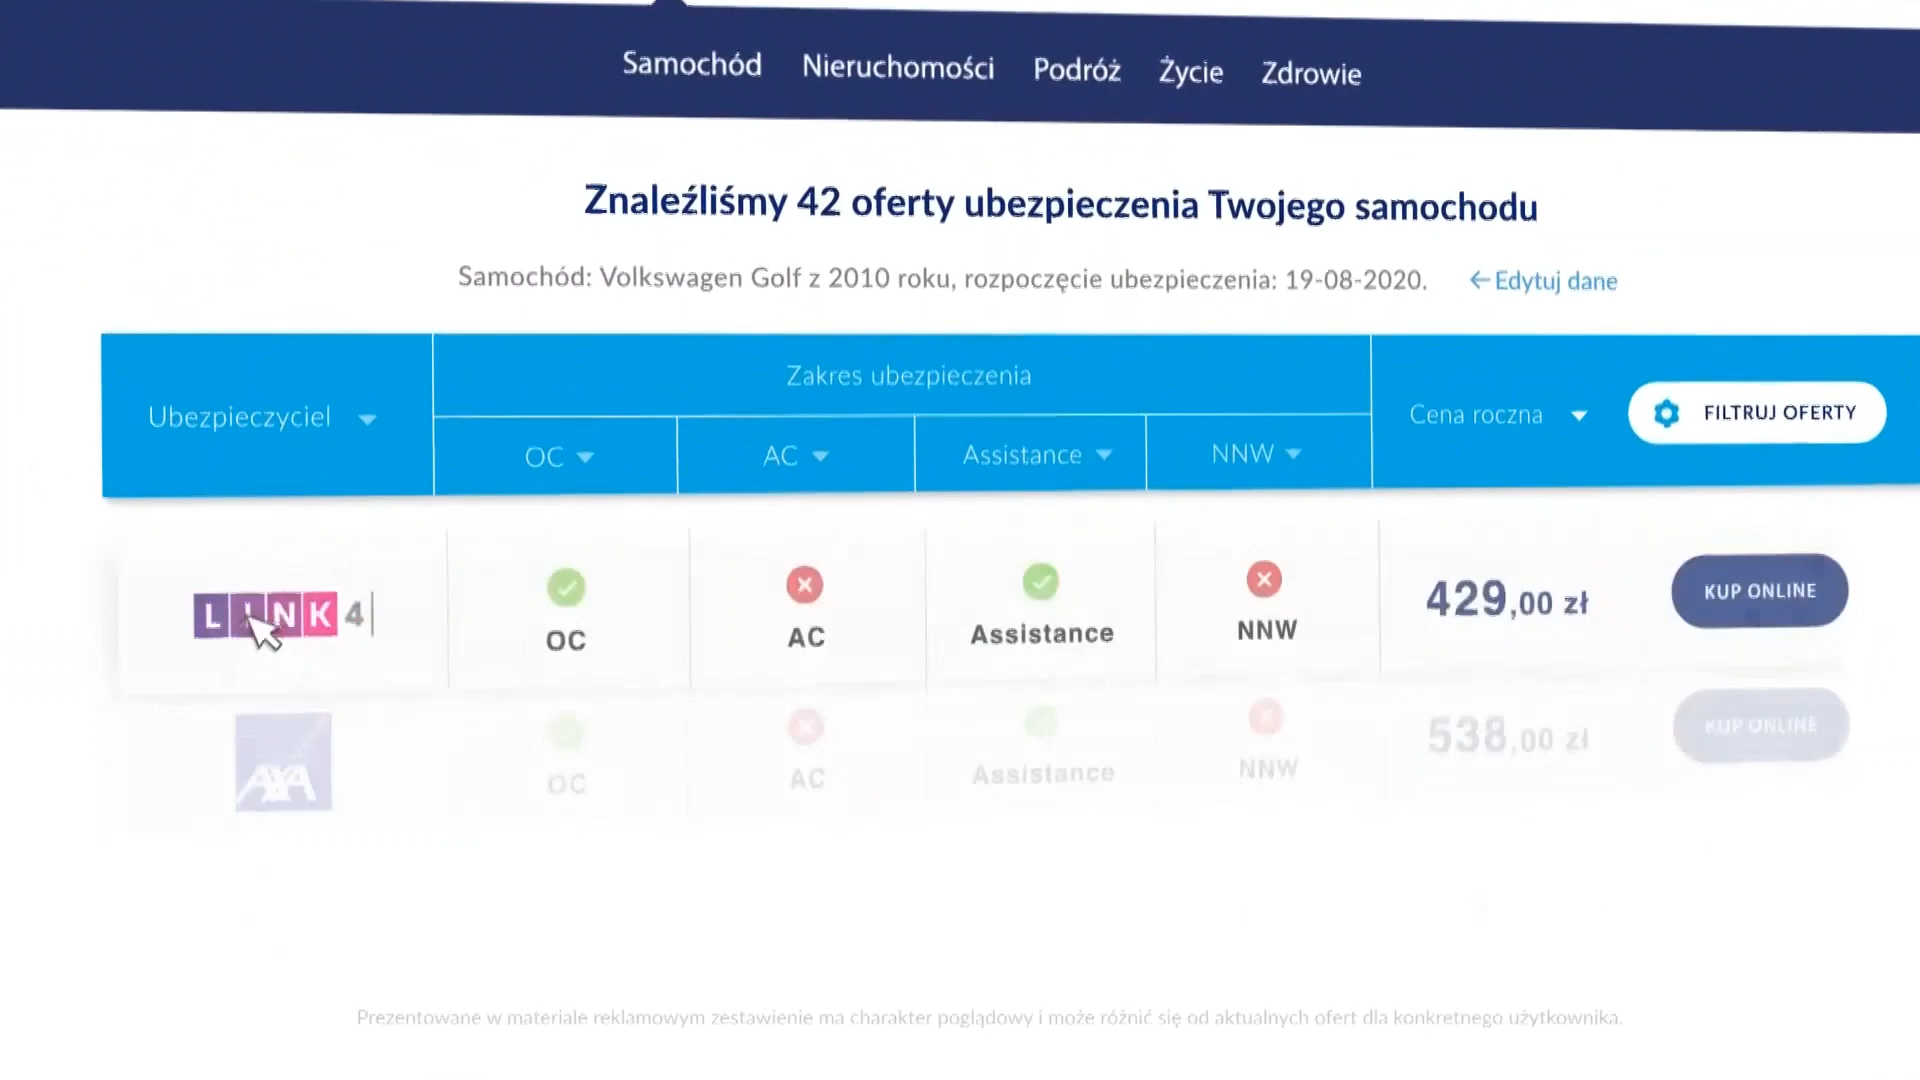 Samochód Nieruchomości Podróż Życie Zdrowie
Znaleźliśmy 42 oferty ubezpieczenia Twojego samochodu
Samochód: Volkswagen Golf z 2010 roku, rozpoczęcie ubezpieczenia: 19-08-2020. ←Edytuj dane
Ubezpieczyciel
Zakres ubezpieczenia
OC AC Assistance NNW
Cena roczna
FILTRUJ OFERTY
LINK4
OC AC Assistance NNW
429,00 zł
KUP ONLINE
AXA
OC AC Assistance NNW
538,00 zł
KUP ONLINE
Prezentowane w materiale reklamowym zestawienie ma charakter poglądowy i może różnić się od aktualnych ofert dla konkretnego użytkownika.